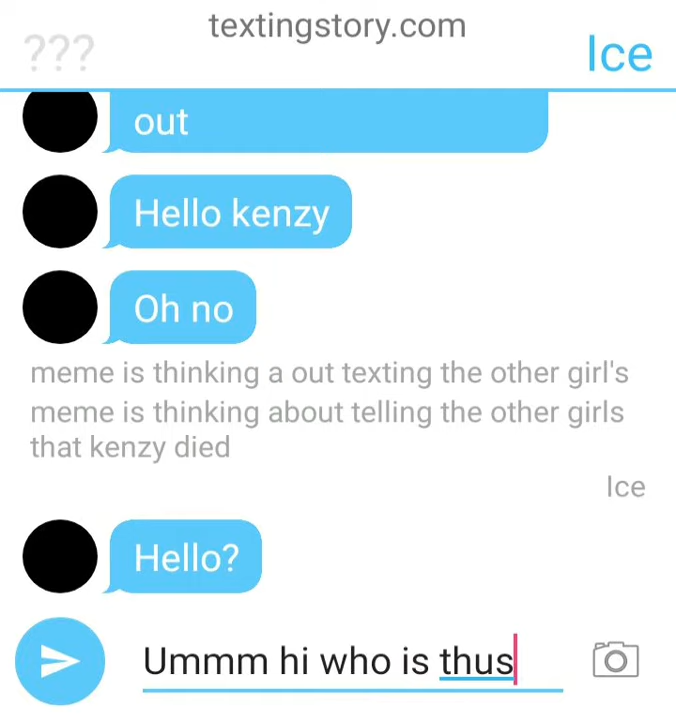 textingstory.com
??? Ice
out
Hello kenzy
Oh no
meme is thinking a out texting the other girl's
meme is thinking about telling the other girls
that kenzy died
Ice
Hello?
Ummm hi who is thus